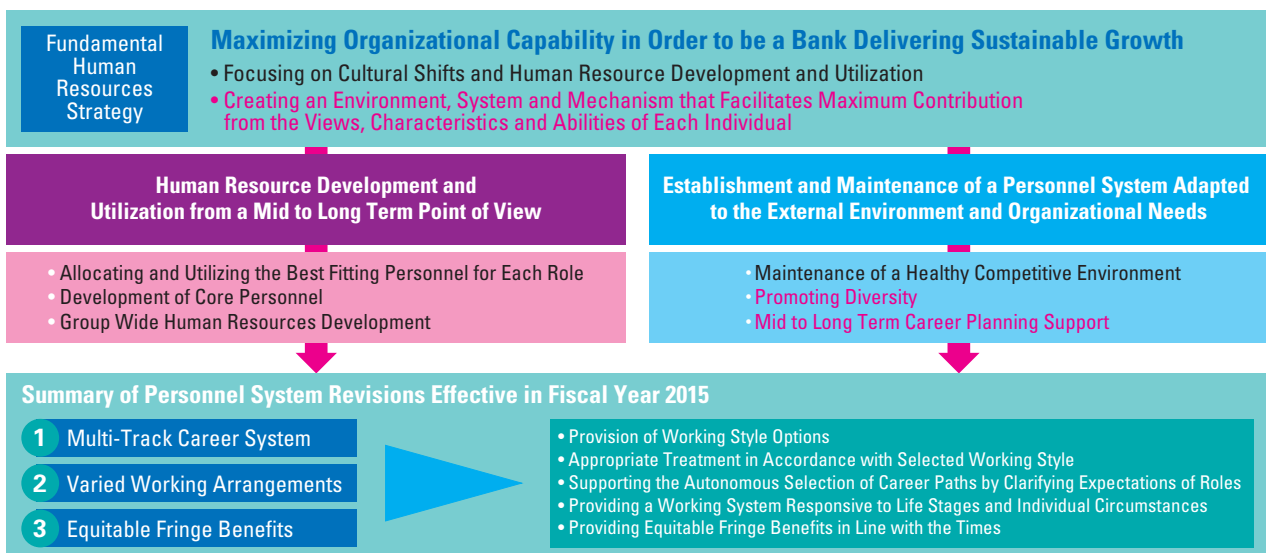 Fundamental
Human
Resources
Strategy
Maximizing Organizational Capability in Order to be a Bank Delivering Sustainable Growth
• Focusing on Cultural Shifts and Human Resource Development and Utilization
• Creating an Environment, System and Mechanism that Facilitates Maximum Contribution
from the Views, Characteristics and Abilities of Each Individual
Human Resource Development and
Utilization from a Mid to Long Term Point of View
• Allocating and Utilizing the Best Fitting Personnel for Each Role
• Development of Core Personnel
• Group Wide Human Resources Development
Establishment and Maintenance of a Personnel System Adapted
to the External Environment and Organizational Needs
• Maintenance of a Healthy Competitive Environment
• Promoting Diversity
• Mid to Long Term Career Planning Support
Summary of Personnel System Revisions Effective in Fiscal Year 2015
1 Multi-Track Career System
2 Varied Working Arrangements
3 Equitable Fringe Benefits
• Provision of Working Style Options
• Appropriate Treatment in Accordance with Selected Working Style
• Supporting the Autonomous Selection of Career Paths by Clarifying Expectations of Roles
• Providing a Working System Responsive to Life Stages and Individual Circumstances
• Providing Equitable Fringe Benefits in Line with the Times